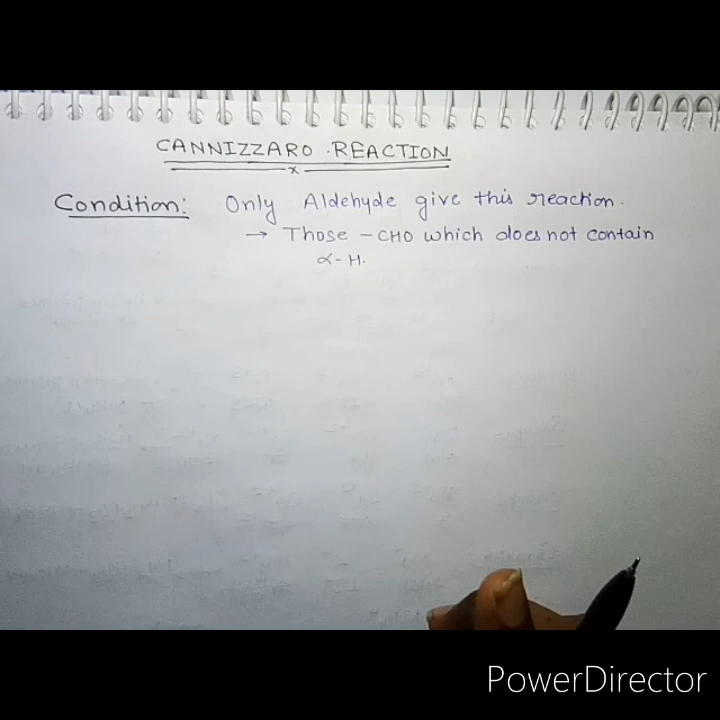 CANNIZZARO REACTION
x
Condition: Only Aldehyde give this reaction.
→ Those -CHO which does not contain
α-H.
PowerDirector